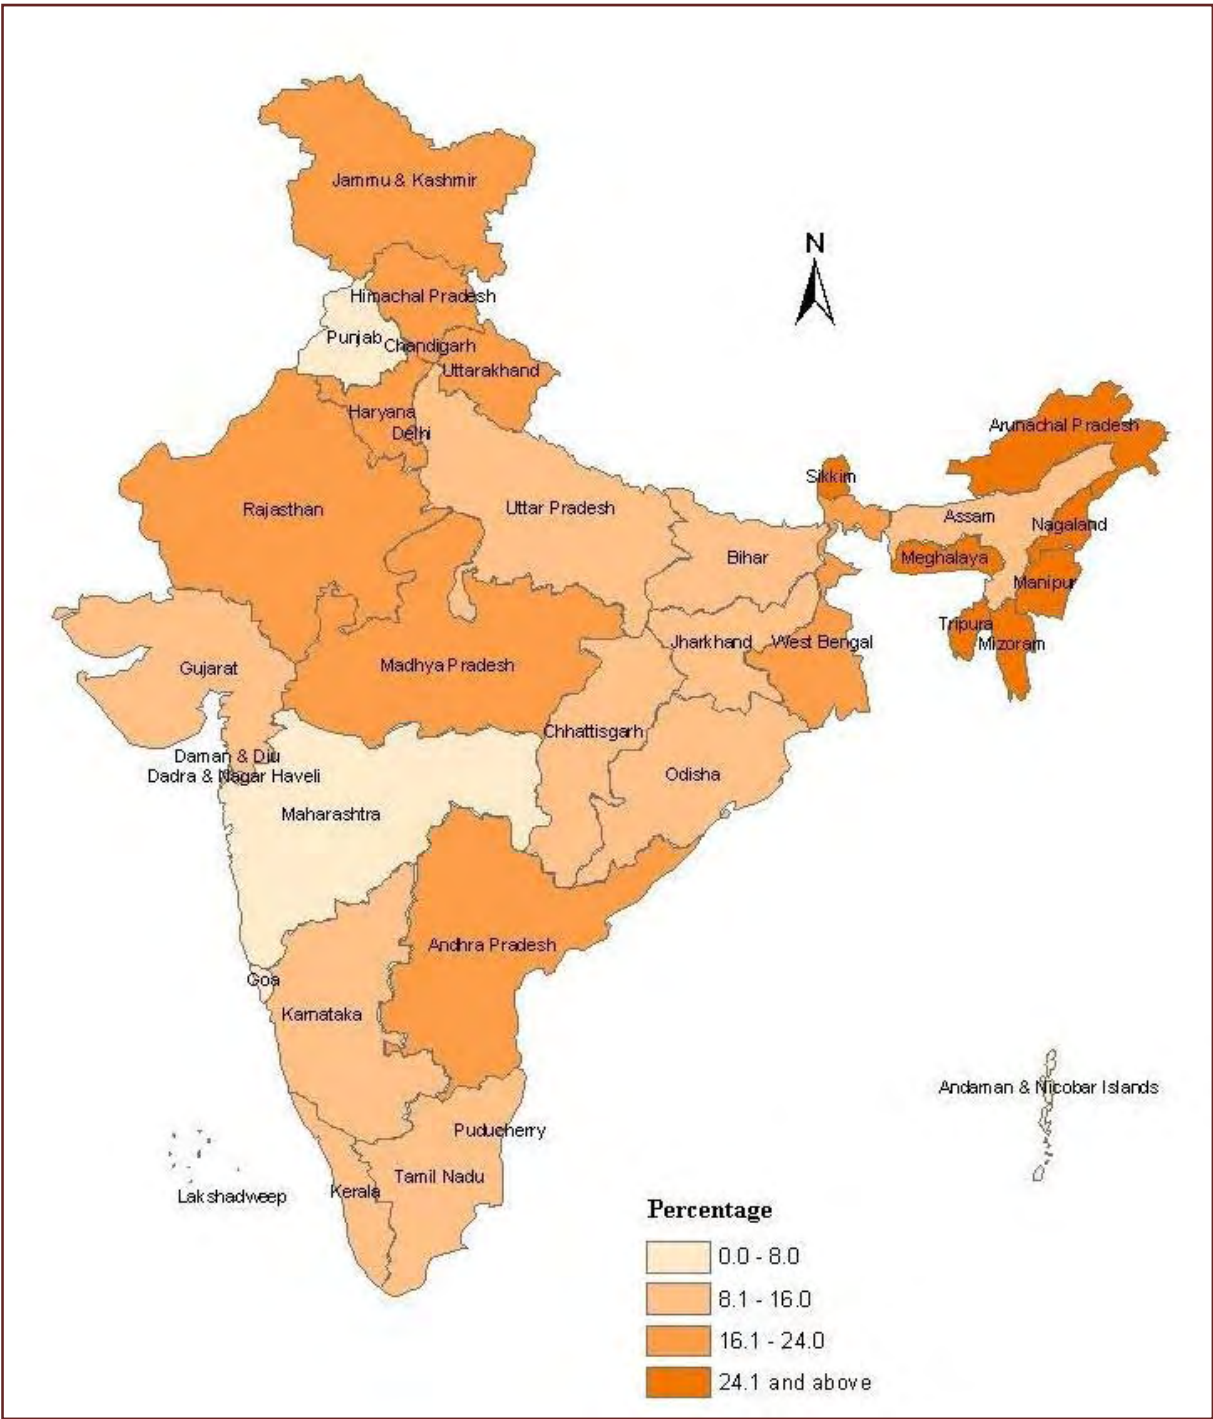 Jammu & Kashmir
N
Himachal Pradesh
Punjab
Chandigarh
Uttarakhand
Haryana
Delhi
Arunachal Pradesh
Sikkim
Rajasthan
Uttar Pradesh
Assam
Nagaland
Bihar
Meghalaya
Manipur
Tripura
Mizoram
Jharkhand
West Bengal
Gujarat
Madhya Pradesh
Chhattisgarh
Daman & Diu
Dadra & Nagar Haveli
Odisha
Maharashtra
Andhra Pradesh
Goa
Karnataka
Andaman & Nicobar Islands
Puducherry
Tamil Nadu
Kerala
Lakshadweep
Percentage
0.0 - 8.0
8.1 - 16.0
16.1 - 24.0
24.1 and above